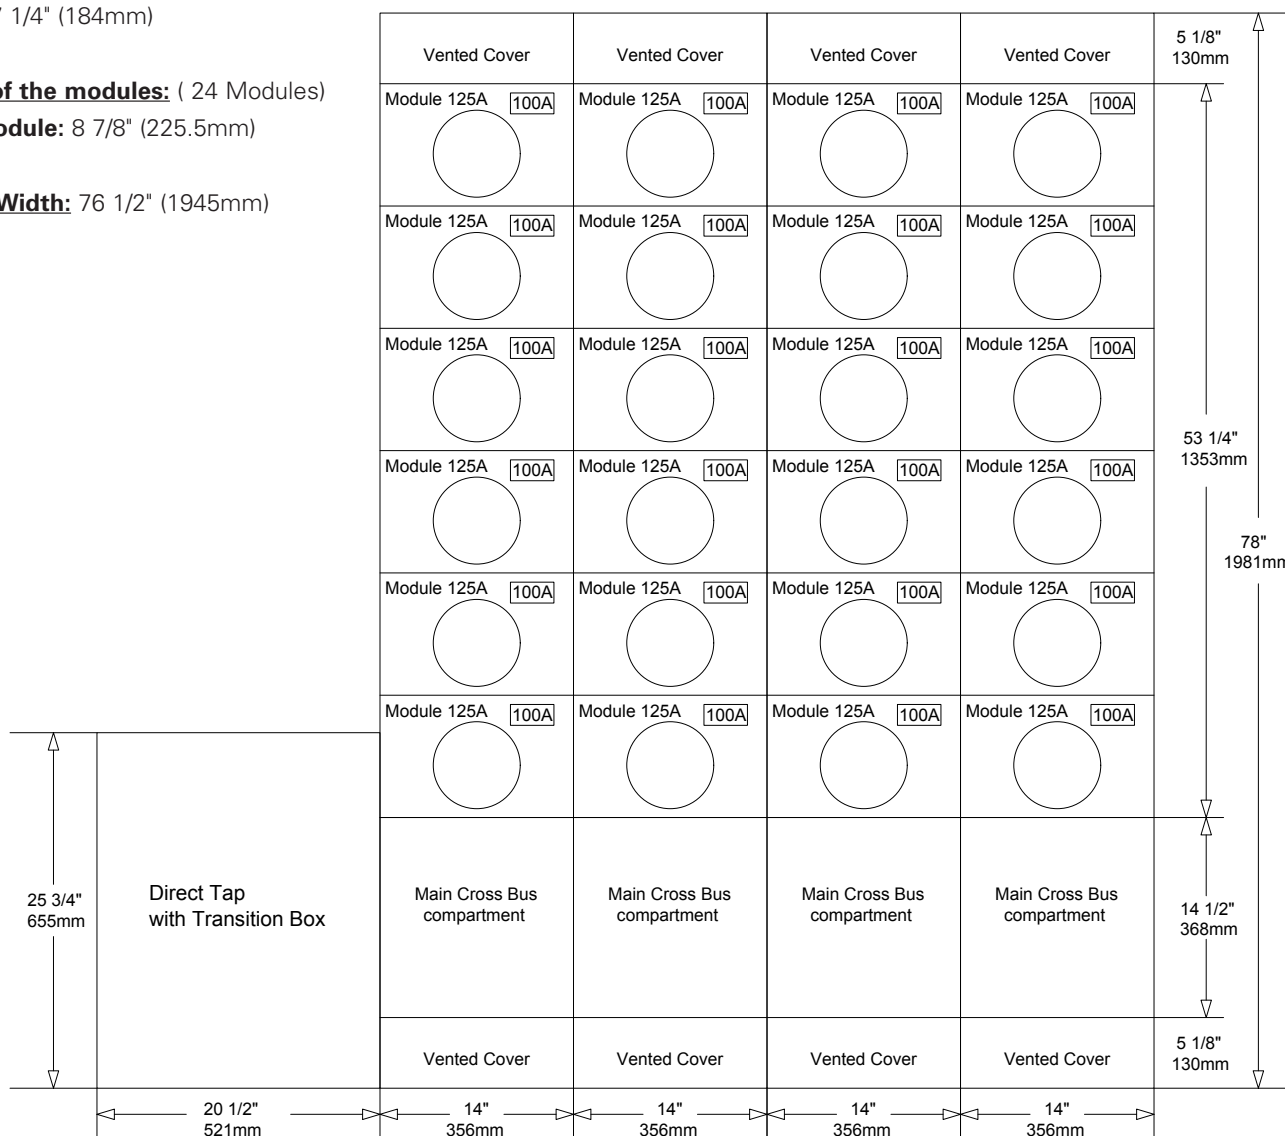 1/4" (184mm)
of the modules: ( 24 Modules)
odule: 8 7/8" (225.5mm)
Width: 76 1/2" (1945mm)
Vented Cover Vented Cover Vented Cover Vented Cover
5 1/8"
130mm
Module 125A 100A Module 125A 100A Module 125A 100A Module 125A 100A
Module 125A 100A Module 125A 100A Module 125A 100A Module 125A 100A
Module 125A 100A Module 125A 100A Module 125A 100A Module 125A 100A
53 1/4"
1353mm
Module 125A 100A Module 125A 100A Module 125A 100A Module 125A 100A
78"
1981mm
Module 125A 100A Module 125A 100A Module 125A 100A Module 125A 100A
Module 125A 100A Module 125A 100A Module 125A 100A Module 125A 100A
25 3/4"
655mm
Direct Tap
with Transition Box
Main Cross Bus
compartment
Main Cross Bus
compartment
Main Cross Bus
compartment
Main Cross Bus
compartment
14 1/2"
368mm
Vented Cover Vented Cover Vented Cover Vented Cover
5 1/8"
130mm
20 1/2"
521mm
14"
356mm
14"
356mm
14"
356mm
14"
356mm